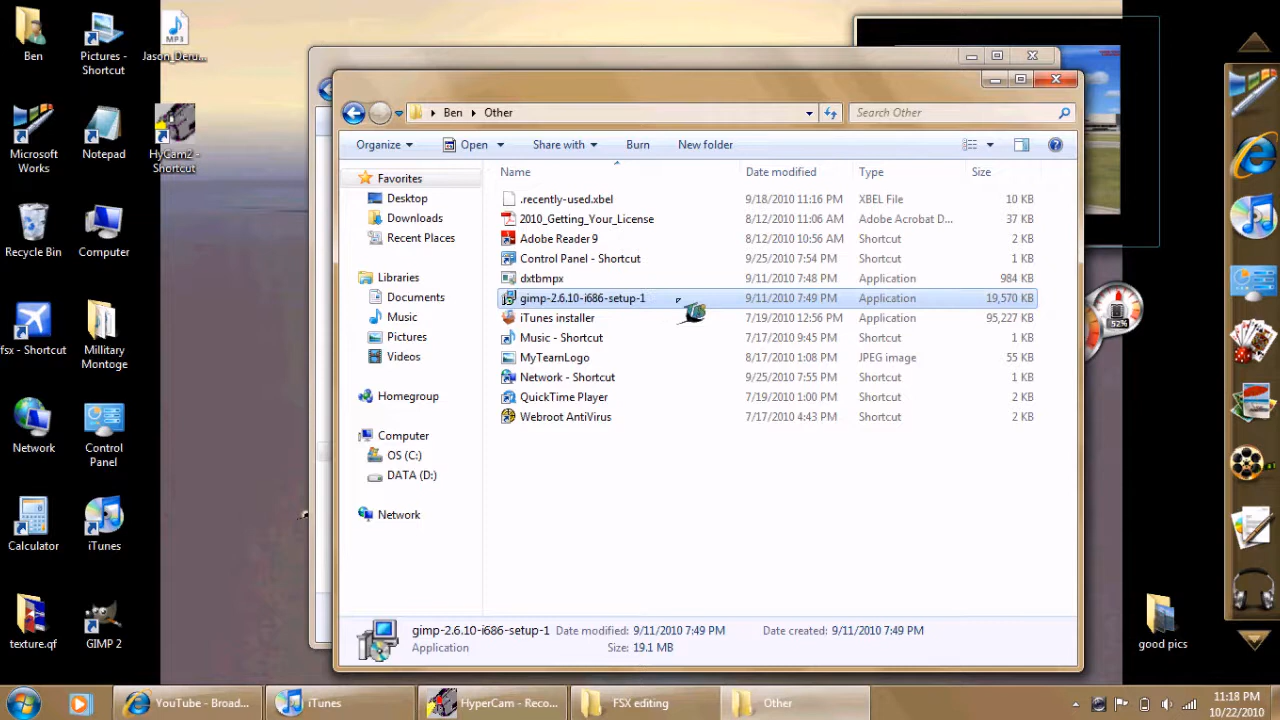 Ben
Pictures - Shortcut
Jason_Deru...
MP3
Microsoft Works
Notepad
HyCam2 - Shortcut
Recycle Bin
Computer
fsx - Shortcut
Millitary Montoge
Network
Control Panel
Calculator
iTunes
texture.qf
GIMP 2
Ben
Other
Search Other
Organize
Open
Share with
Burn
New folder
Favorites
Desktop
Downloads
Recent Places
Libraries
Documents
Music
Pictures
Videos
Homegroup
Computer
OS (C:)
DATA (D:)
Network
Name Date modified Type Size
.recently-used.xbel 9/18/2010 11:16 PM XBEL File 10 KB
2010_Getting_Your_License 8/12/2010 11:06 AM Adobe Acrobat D... 37 KB
Adobe Reader 9 8/12/2010 10:56 AM Shortcut 2 KB
Control Panel - Shortcut 9/25/2010 7:54 PM Shortcut 1 KB
dxtbmpx 9/11/2010 7:48 PM Application 984 KB
gimp-2.6.10-i686-setup-1 9/11/2010 7:49 PM Application 19,570 KB
iTunes installer 7/19/2010 12:56 PM Application 95,227 KB
Music - Shortcut 7/17/2010 9:45 PM Shortcut 1 KB
MyTeamLogo 8/17/2010 1:08 PM JPEG image 55 KB
Network - Shortcut 9/25/2010 7:55 PM Shortcut 1 KB
QuickTime Player 7/19/2010 1:00 PM Shortcut 2 KB
Webroot AntiVirus 7/17/2010 4:43 PM Shortcut 2 KB
gimp-2.6.10-i686-setup-1 Date modified: 9/11/2010 7:49 PM Date created: 9/11/2010 7:49 PM
Application Size: 19.1 MB
52%
good pics
YouTube - Broad...
iTunes
HyperCam - Reco...
FSX editing
Other
11:18 PM
10/22/2010